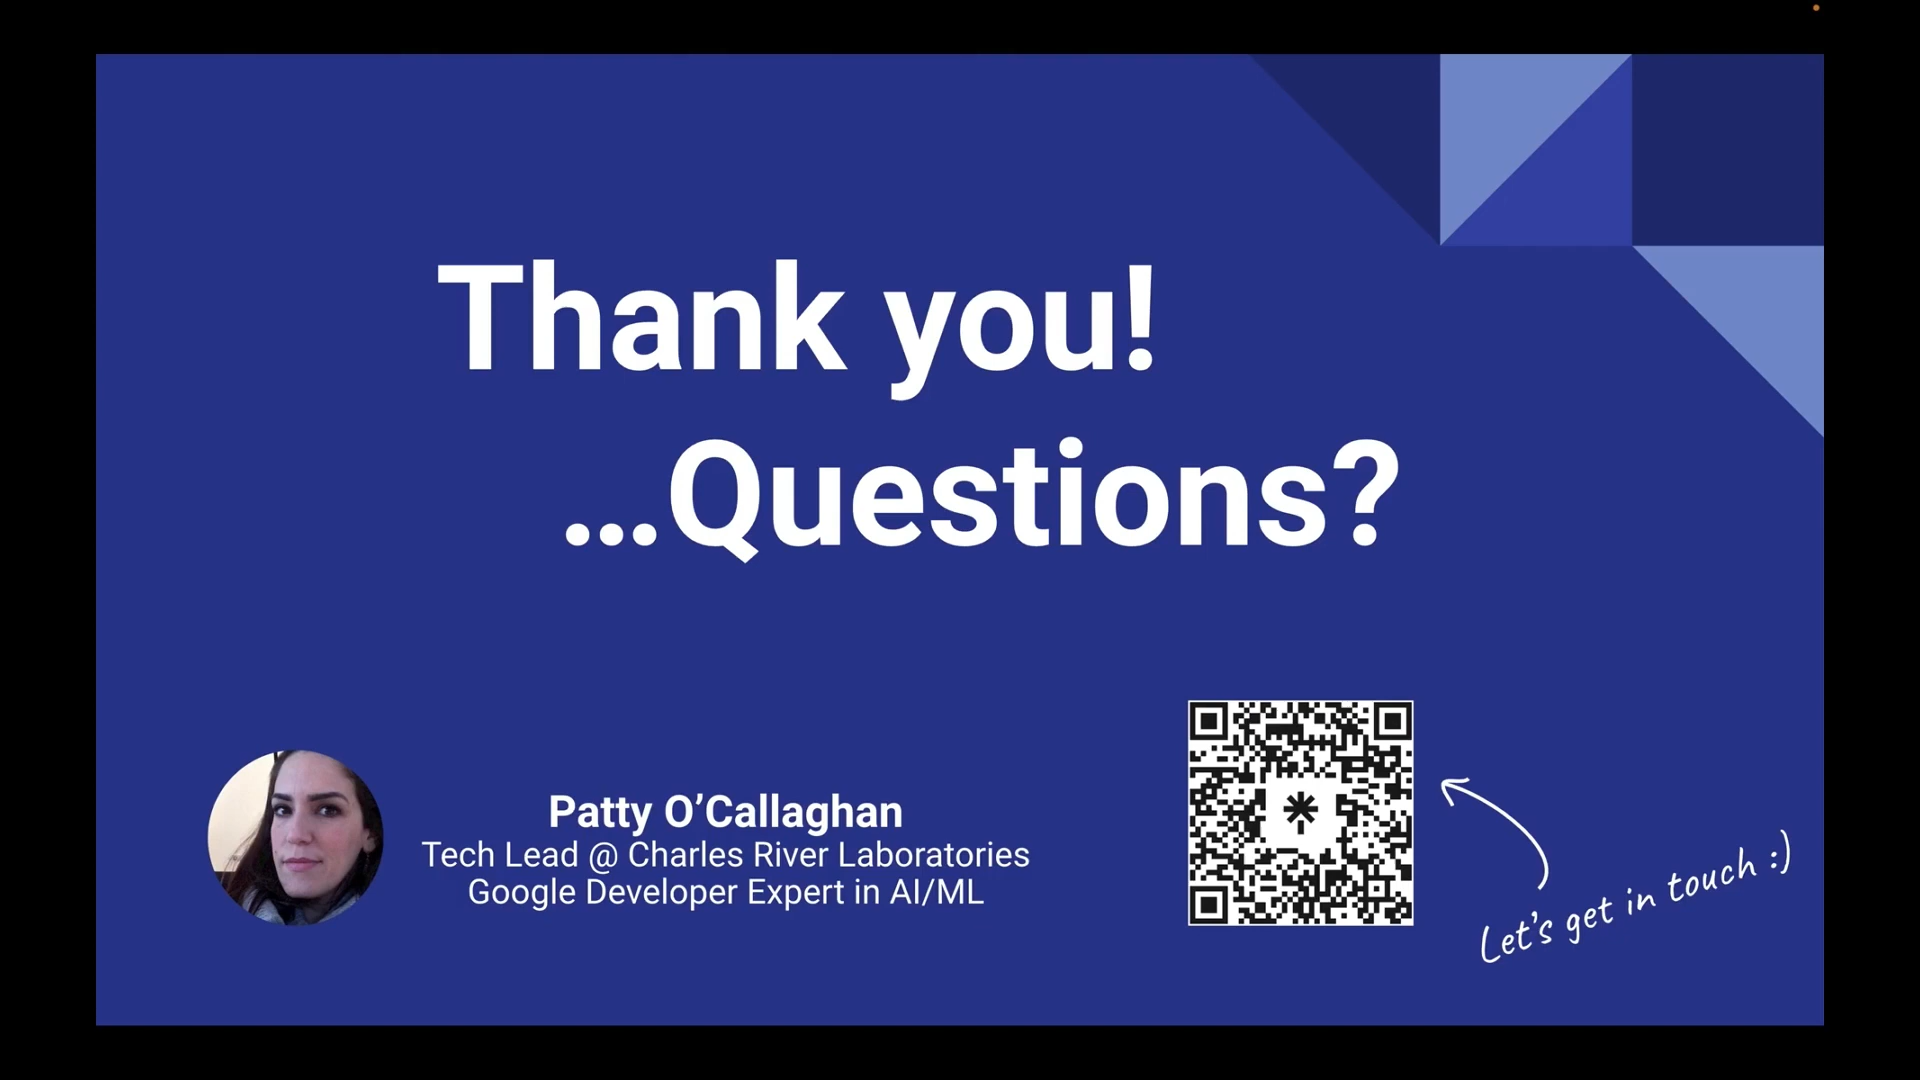 Thank you!
...Questions?
Patty O’Callaghan
Tech Lead @ Charles River Laboratories
Google Developer Expert in AI/ML
Let’s get in touch :)